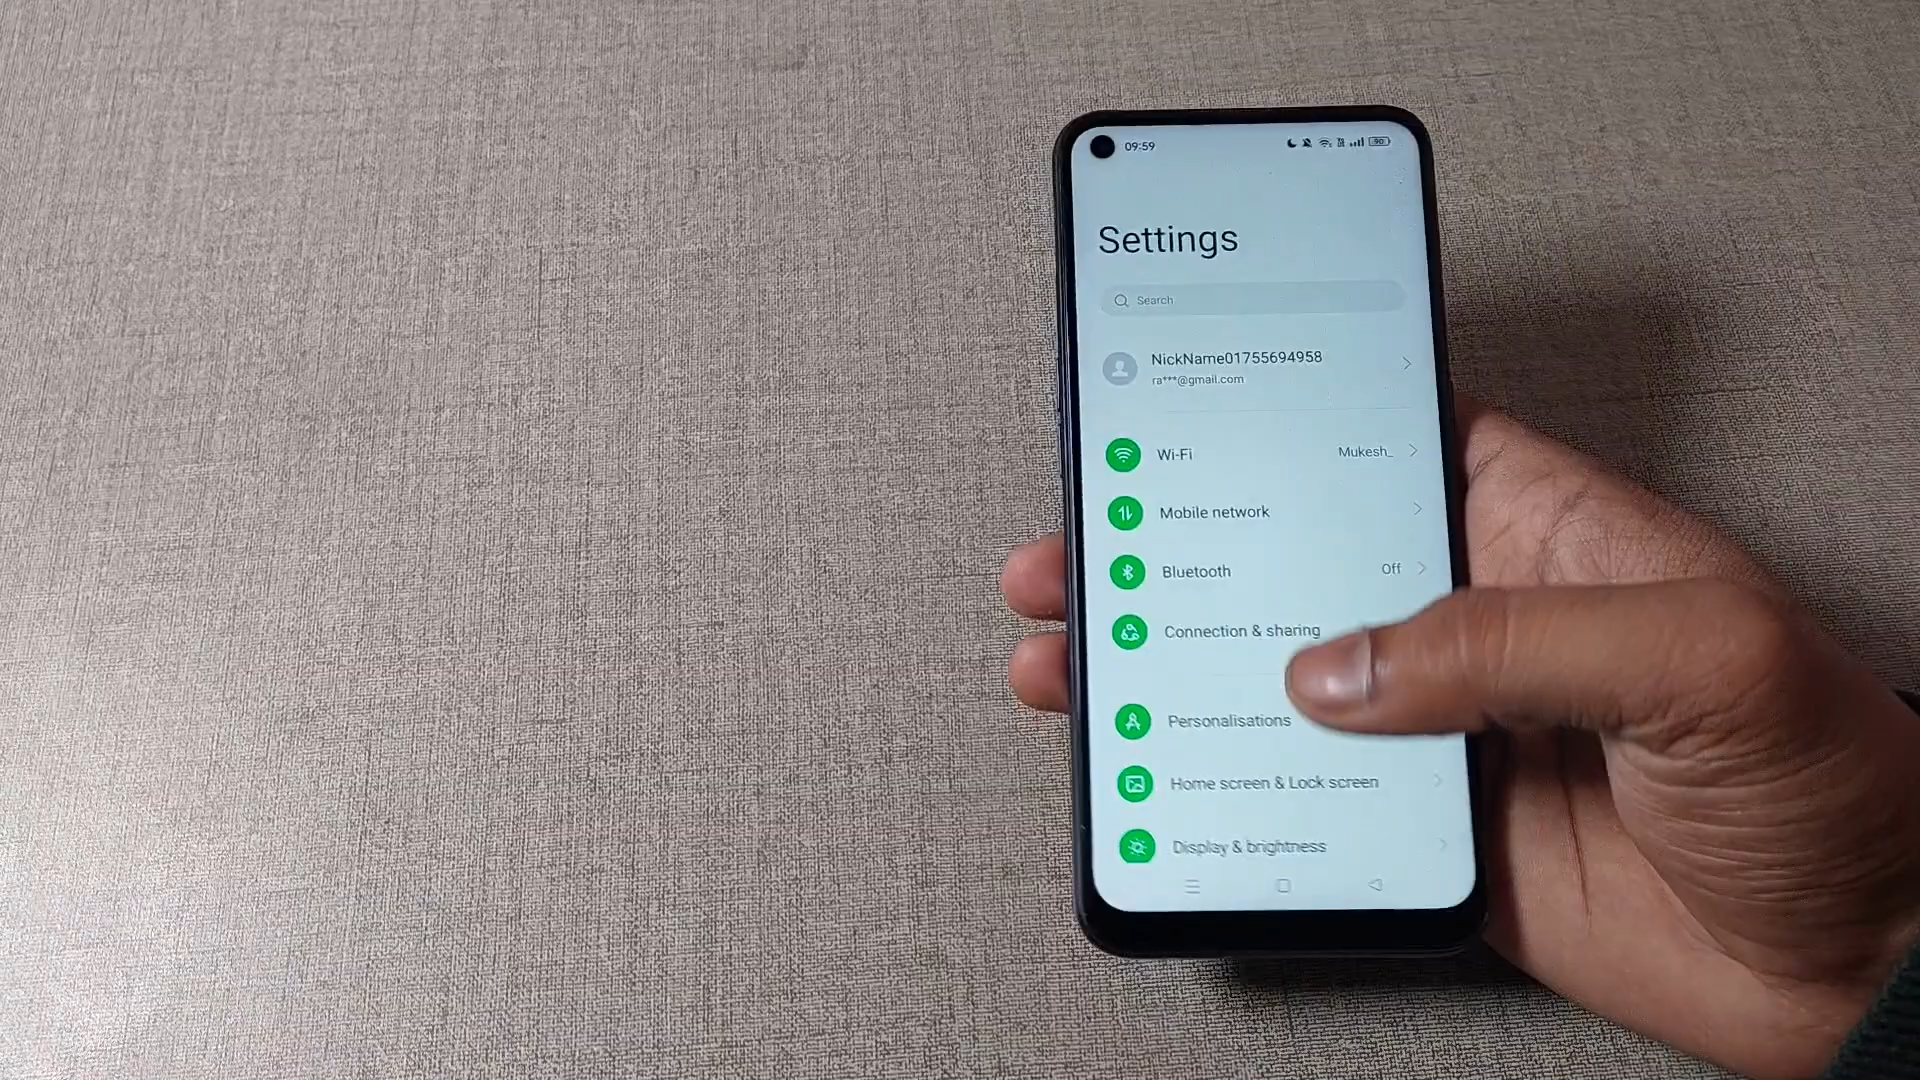 09:59
90
Settings
Search
NickName01755694958
ra***@gmail.com
Wi-Fi
Mukesh_
Mobile network
Bluetooth
Off
Connection & sharing
Personalisations
Home screen & Lock screen
Display & brightness